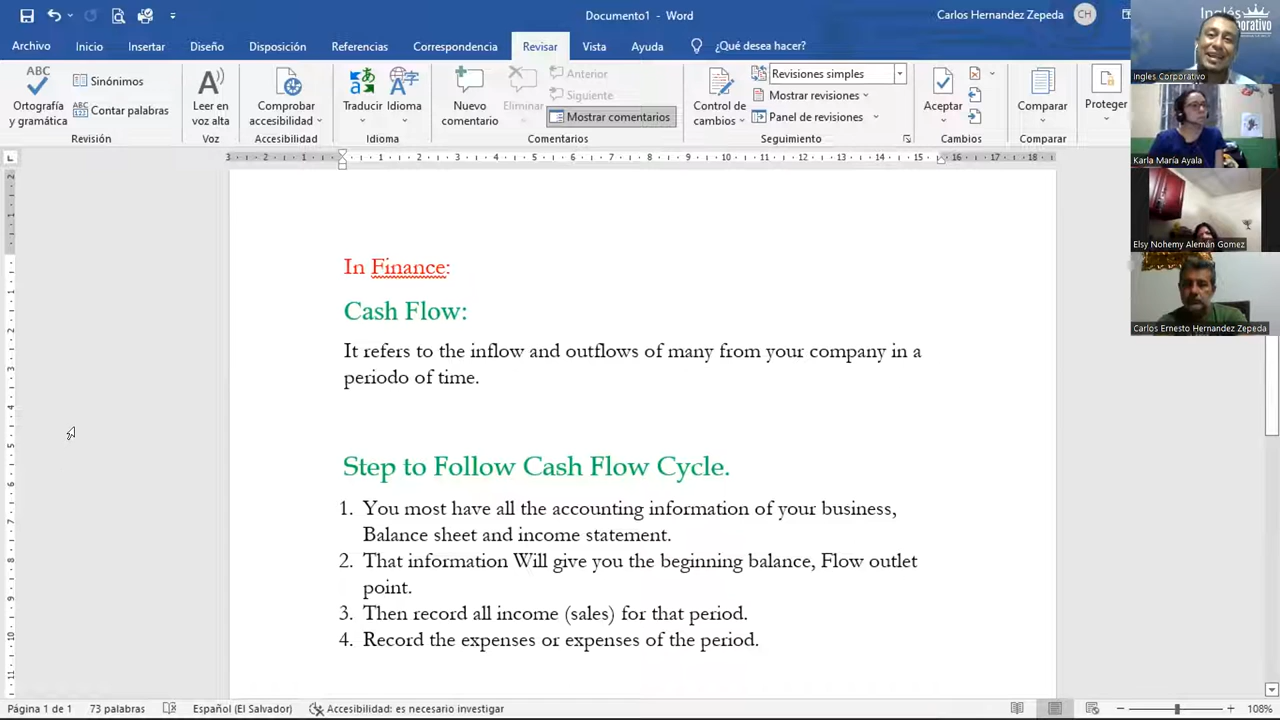 Documento1 - Word
Carlos Hernandez Zepeda
CH
Archivo
Inicio
Insertar
Diseño
Disposición
Referencias
Correspondencia
Revisar
Vista
Ayuda
¿Qué desea hacer?
ABC
Ortografía
y gramática
Sinónimos
Contar palabras
Revisión
Leer en
voz alta
Voz
Comprobar
accesibilidad
Accesibilidad
Traducir
Idioma
Idioma
Nuevo
comentario
Eliminar
Anterior
Siguiente
Mostrar comentarios
Comentarios
Control de
cambios
Revisiones simples
Mostrar revisiones
Panel de revisiones
Seguimiento
Aceptar
Cambios
Comparar
Comparar
Proteger
Ingles Corporativo
Karla María Ayala
Elsy Nohemy Alemán Gomez
Carlos Ernesto Hernandez Zepeda
In Finance:
Cash Flow:
It refers to the inflow and outflows of many from your company in a
periodo of time.
Step to Follow Cash Flow Cycle.
1. You most have all the accounting information of your business,
Balance sheet and income statement.
2. That information Will give you the beginning balance, Flow outlet
point.
3. Then record all income (sales) for that period.
4. Record the expenses or expenses of the period.
Página 1 de 1
73 palabras
Español (El Salvador)
Accesibilidad: es necesario investigar
108%